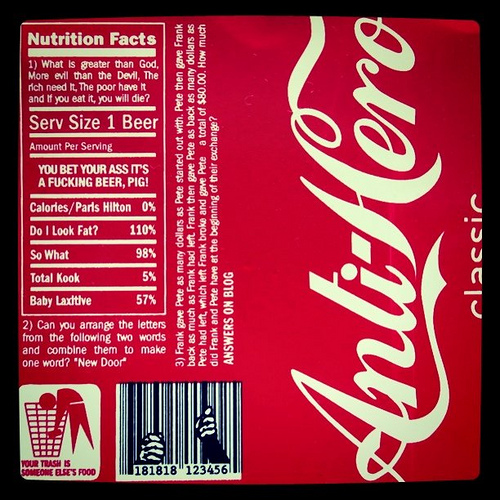 Nutrition Facts
1) What is greater than God,
More evil than the Devil, The
rich need it, The poor have it
and If you eat it, you will die?
Serv Size 1 Beer
Amount Per Serving
YOU BET YOUR ASS IT'S
A FUCKING BEER, PIG!
Calories/Paris Hilton 0%
Do I Look Fat? 110%
So What 98%
Total Kook 5%
Baby Laxitive 57%
2) Can you arrange the letters
from the following two words
and combine them to make
one word? "New Door"
YOUR TRASH IS
SOMEONE ELSE'S FOOD
181818 123456
3) Frank gave Pete as many dollars as Pete started out with. Pete then gave Frank
back as much as Frank had left. Frank then gave Pete as back as many dollars as
Pete had left, which left Frank broke and gave Pete a total of $80.00. How much
did Frank and Pete have at the beginning of their exchange?
ANSWERS ON BLOG
Anti-Hero
classic